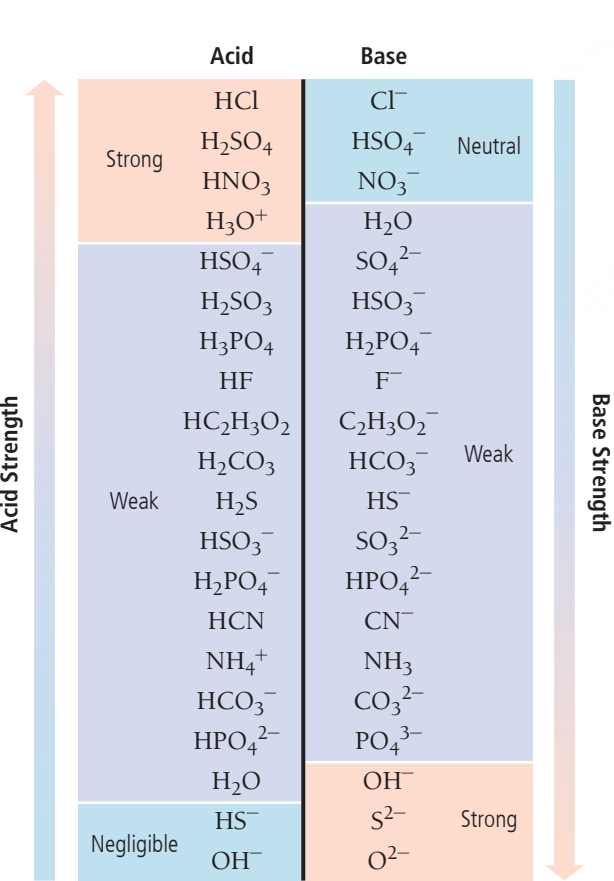 Acid Base
HCl Cl⁻
H₂SO₄ HSO₄⁻
Strong Neutral
HNO₃ NO₃⁻
H₃O⁺ H₂O
HSO₄⁻ SO₄²⁻
H₂SO₃ HSO₃⁻
H₃PO₄ H₂PO₄⁻
HF F⁻
HC₂H₃O₂ C₂H₃O₂⁻
H₂CO₃ HCO₃⁻ Weak
Weak H₂S HS⁻
HSO₃⁻ SO₃²⁻
H₂PO₄⁻ HPO₄²⁻
HCN CN⁻
NH₄⁺ NH₃
HCO₃⁻ CO₃²⁻
HPO₄²⁻ PO₄³⁻
H₂O OH⁻
HS⁻ S²⁻ Strong
Negligible
OH⁻ O²⁻
Acid Strength
Base Strength